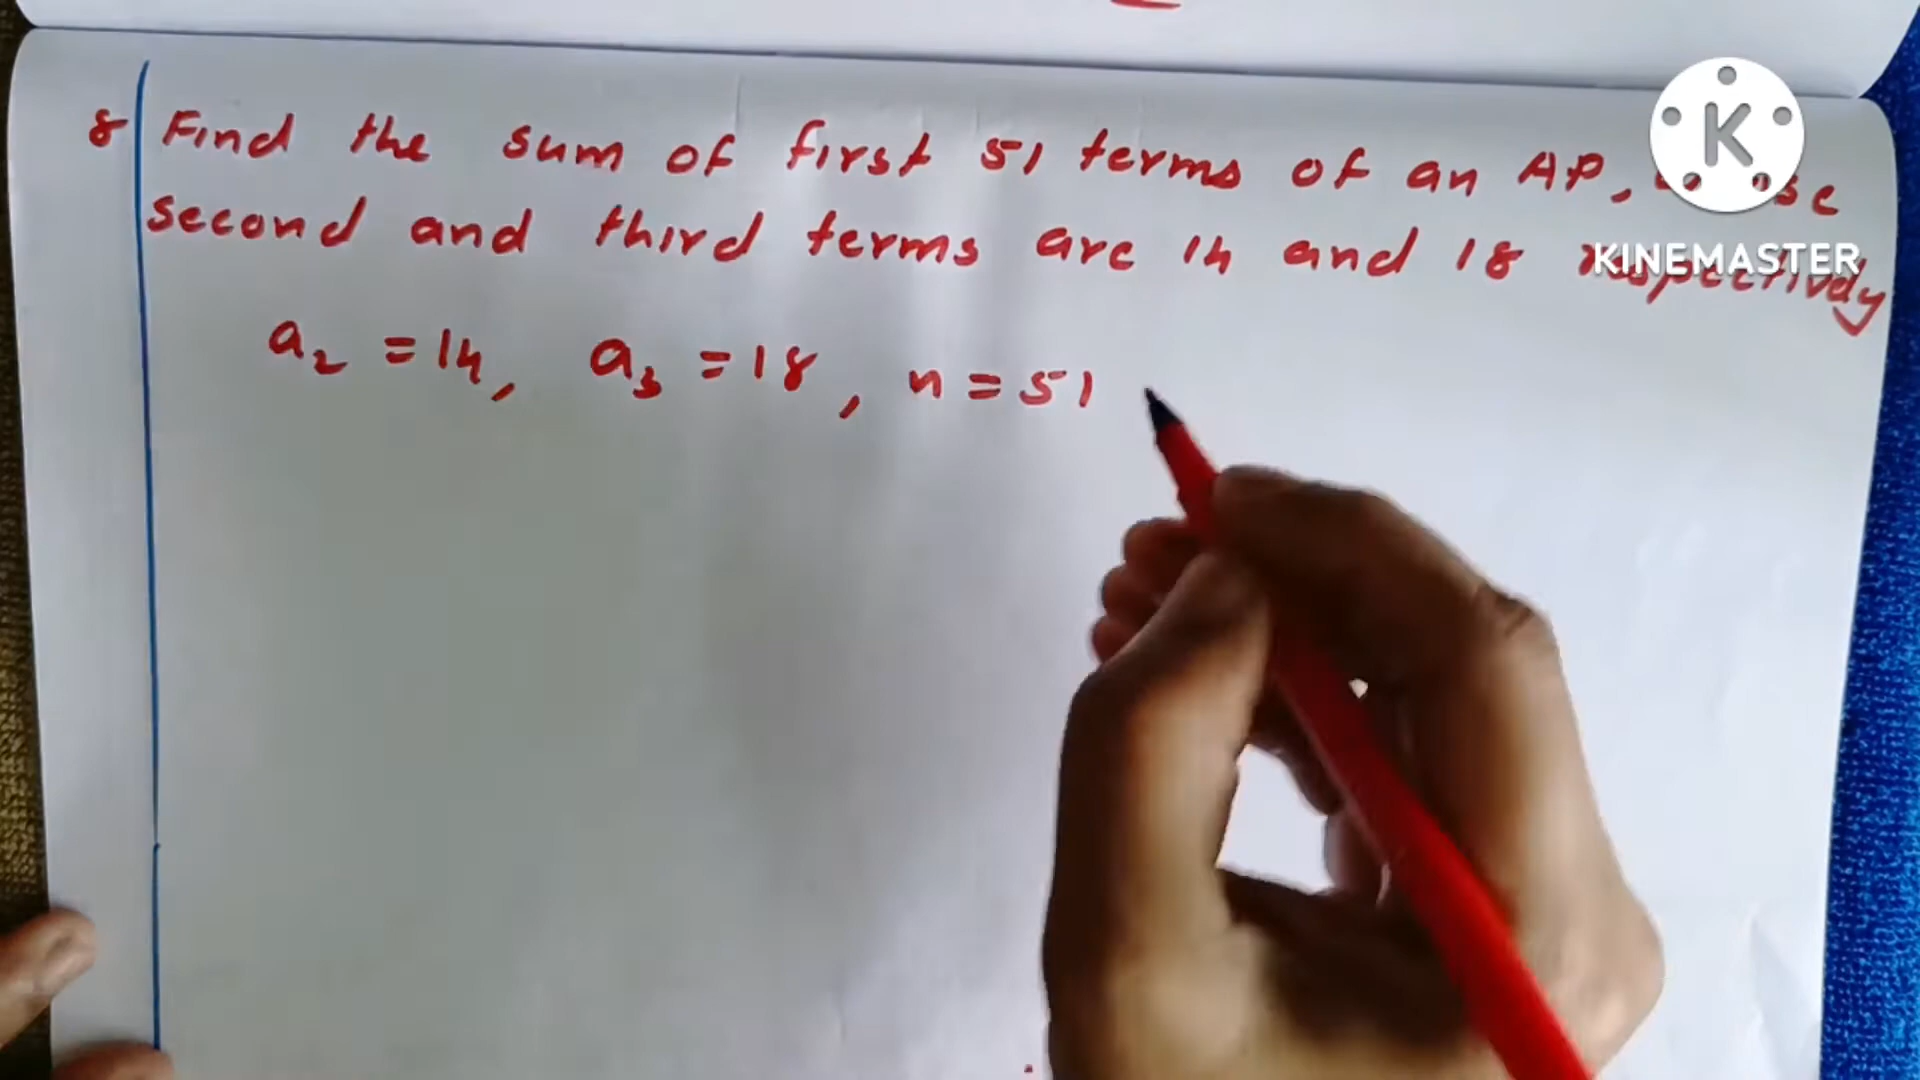 8 Find the sum of first 51 terms of an AP,
second and third terms are 14 and 18 respectively
a₂ = 14, a₃ = 18, n = 51
K
KINEMASTER